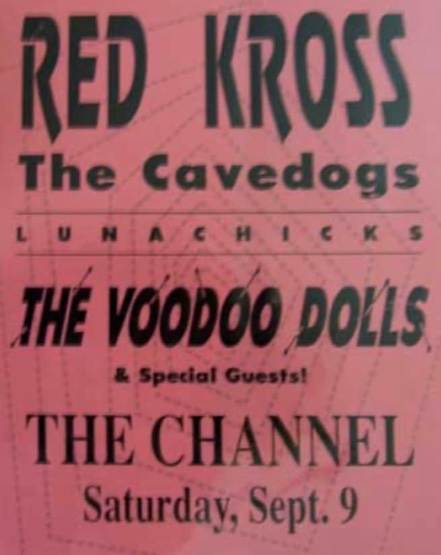 RED KROSS
The Cavedogs
LUNACHICKS
THE VOODOO DOLLS
& Special Guests!
THE CHANNEL
Saturday, Sept. 9